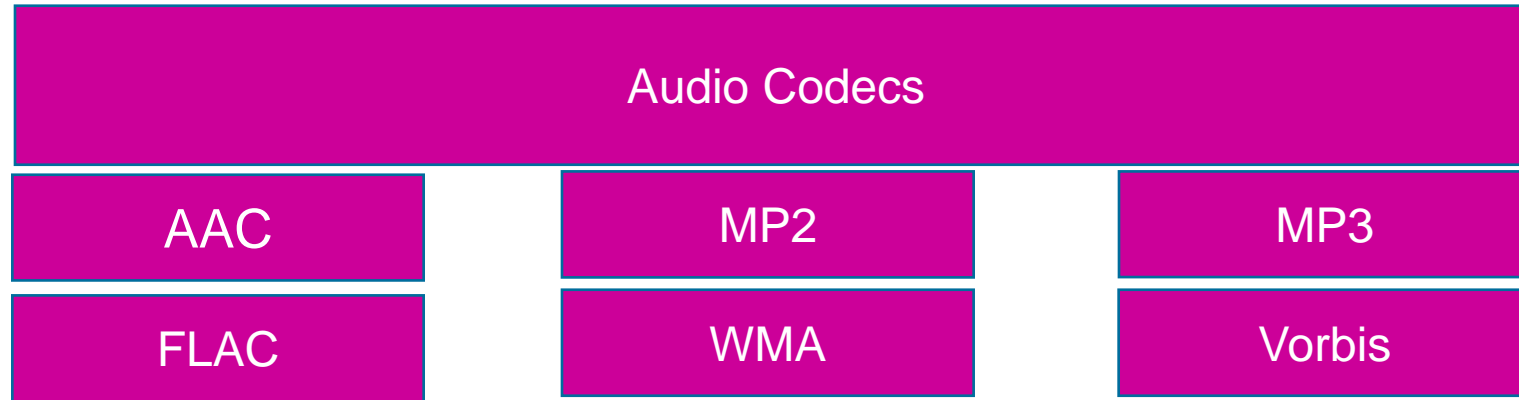 Audio Codecs
AAC
MP2
MP3
FLAC
WMA
Vorbis